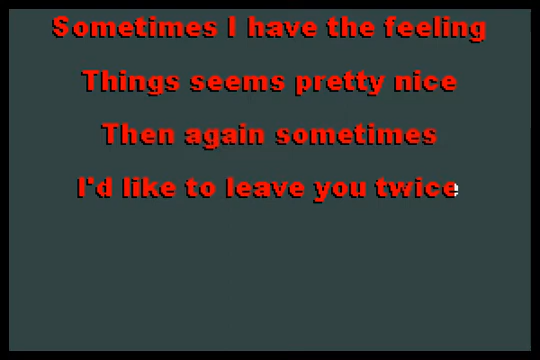 Sometimes I have the feeling
Things seems pretty nice
Then again sometimes
I'd like to leave you twice